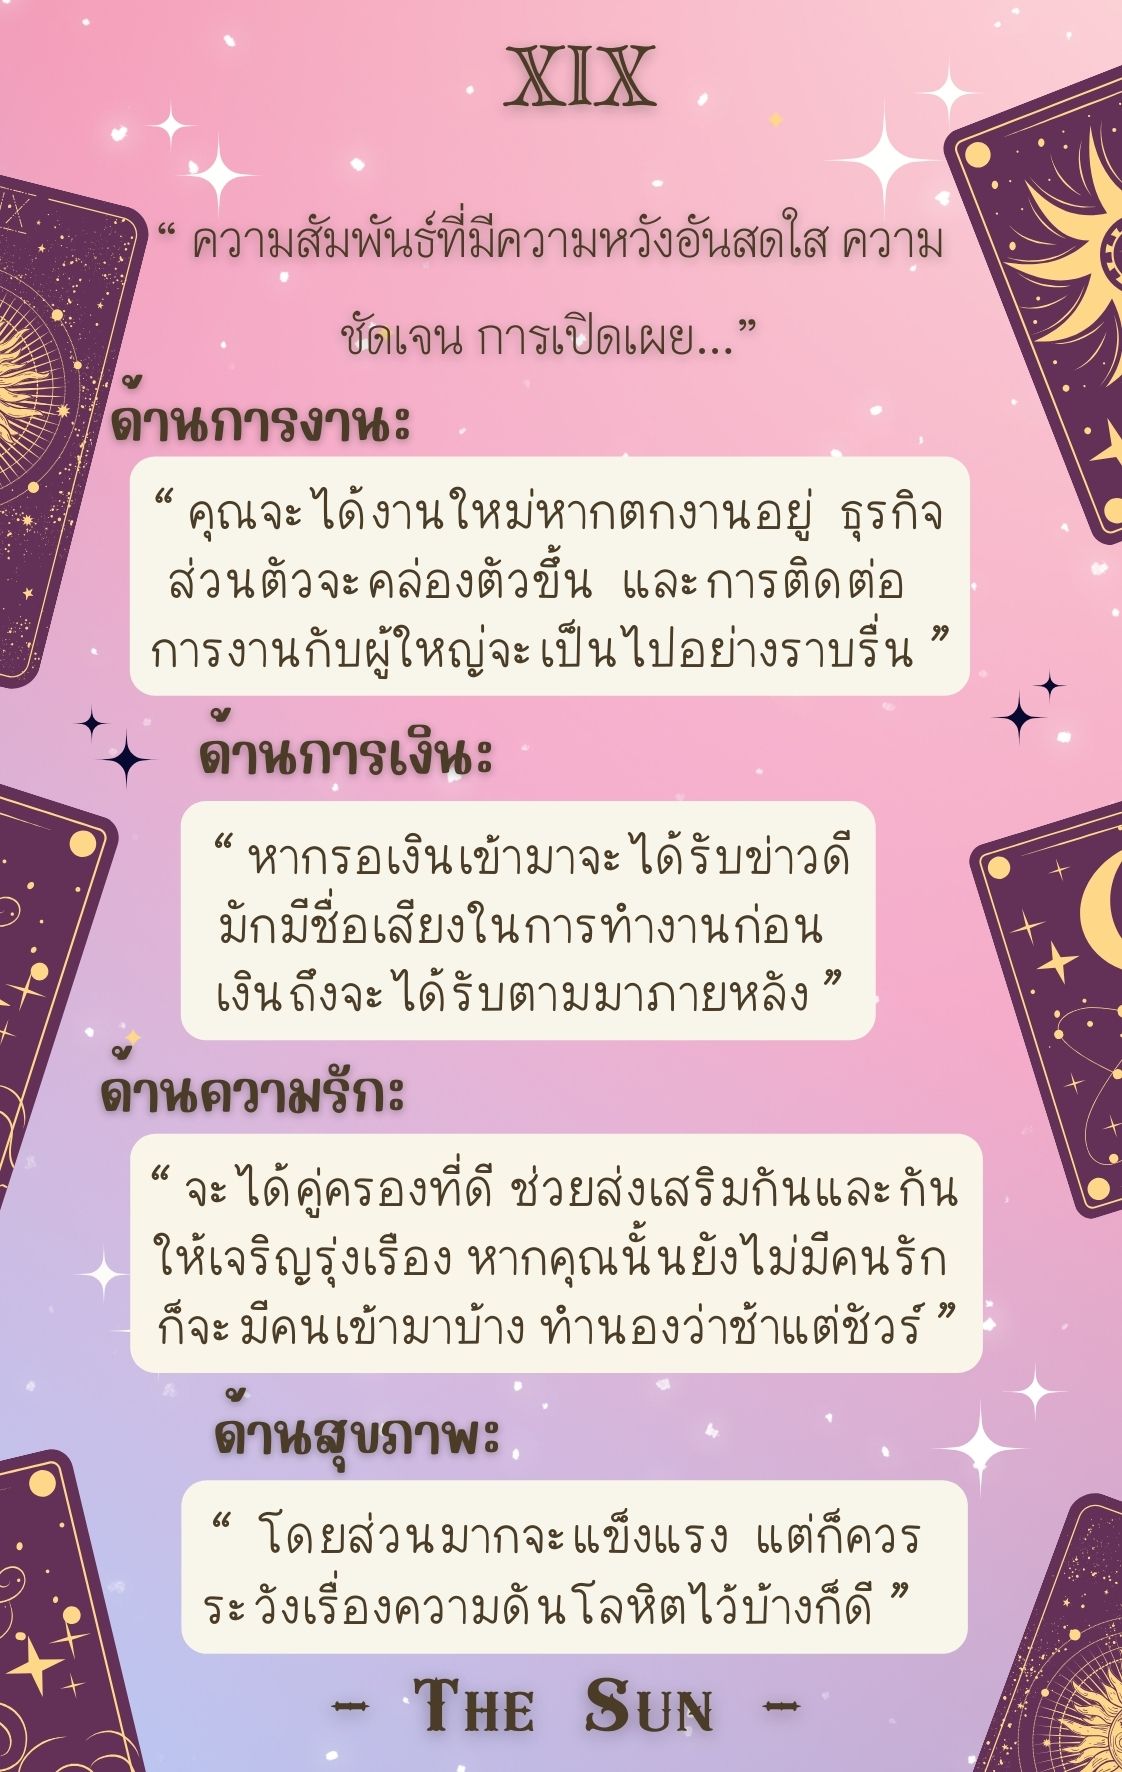 XIX
“ ความสัมพันธ์ที่มีความหวังอันสดใส ความ
ชัดเจน การเปิดเผย...”
ด้านการงาน:
“ คุณจะได้งานใหม่หากตกงานอยู่ ธุรกิจ
ส่วนตัวจะคล่องตัวขึ้น และการติดต่อ
การงานกับผู้ใหญ่จะเป็นไปอย่างราบรื่น ”
ด้านการเงิน:
“ หากรอเงินเข้ามาจะได้รับข่าวดี
มักมีชื่อเสียงในการทำงานก่อน
เงินถึงจะได้รับตามมาภายหลัง ”
ด้านความรัก:
“ จะได้คู่ครองที่ดี ช่วยส่งเสริมกันและกัน
ให้เจริญรุ่งเรือง หากคุณนั้นยังไม่มีคนรัก
ก็จะมีคนเข้ามาบ้าง ทำนองว่าช้าแต่ชัวร์ ”
ด้านสุขภาพ:
“ โดยส่วนมากจะแข็งแรง แต่ก็ควร
ระวังเรื่องความดันโลหิตไว้บ้างก็ดี ”
- The Sun -